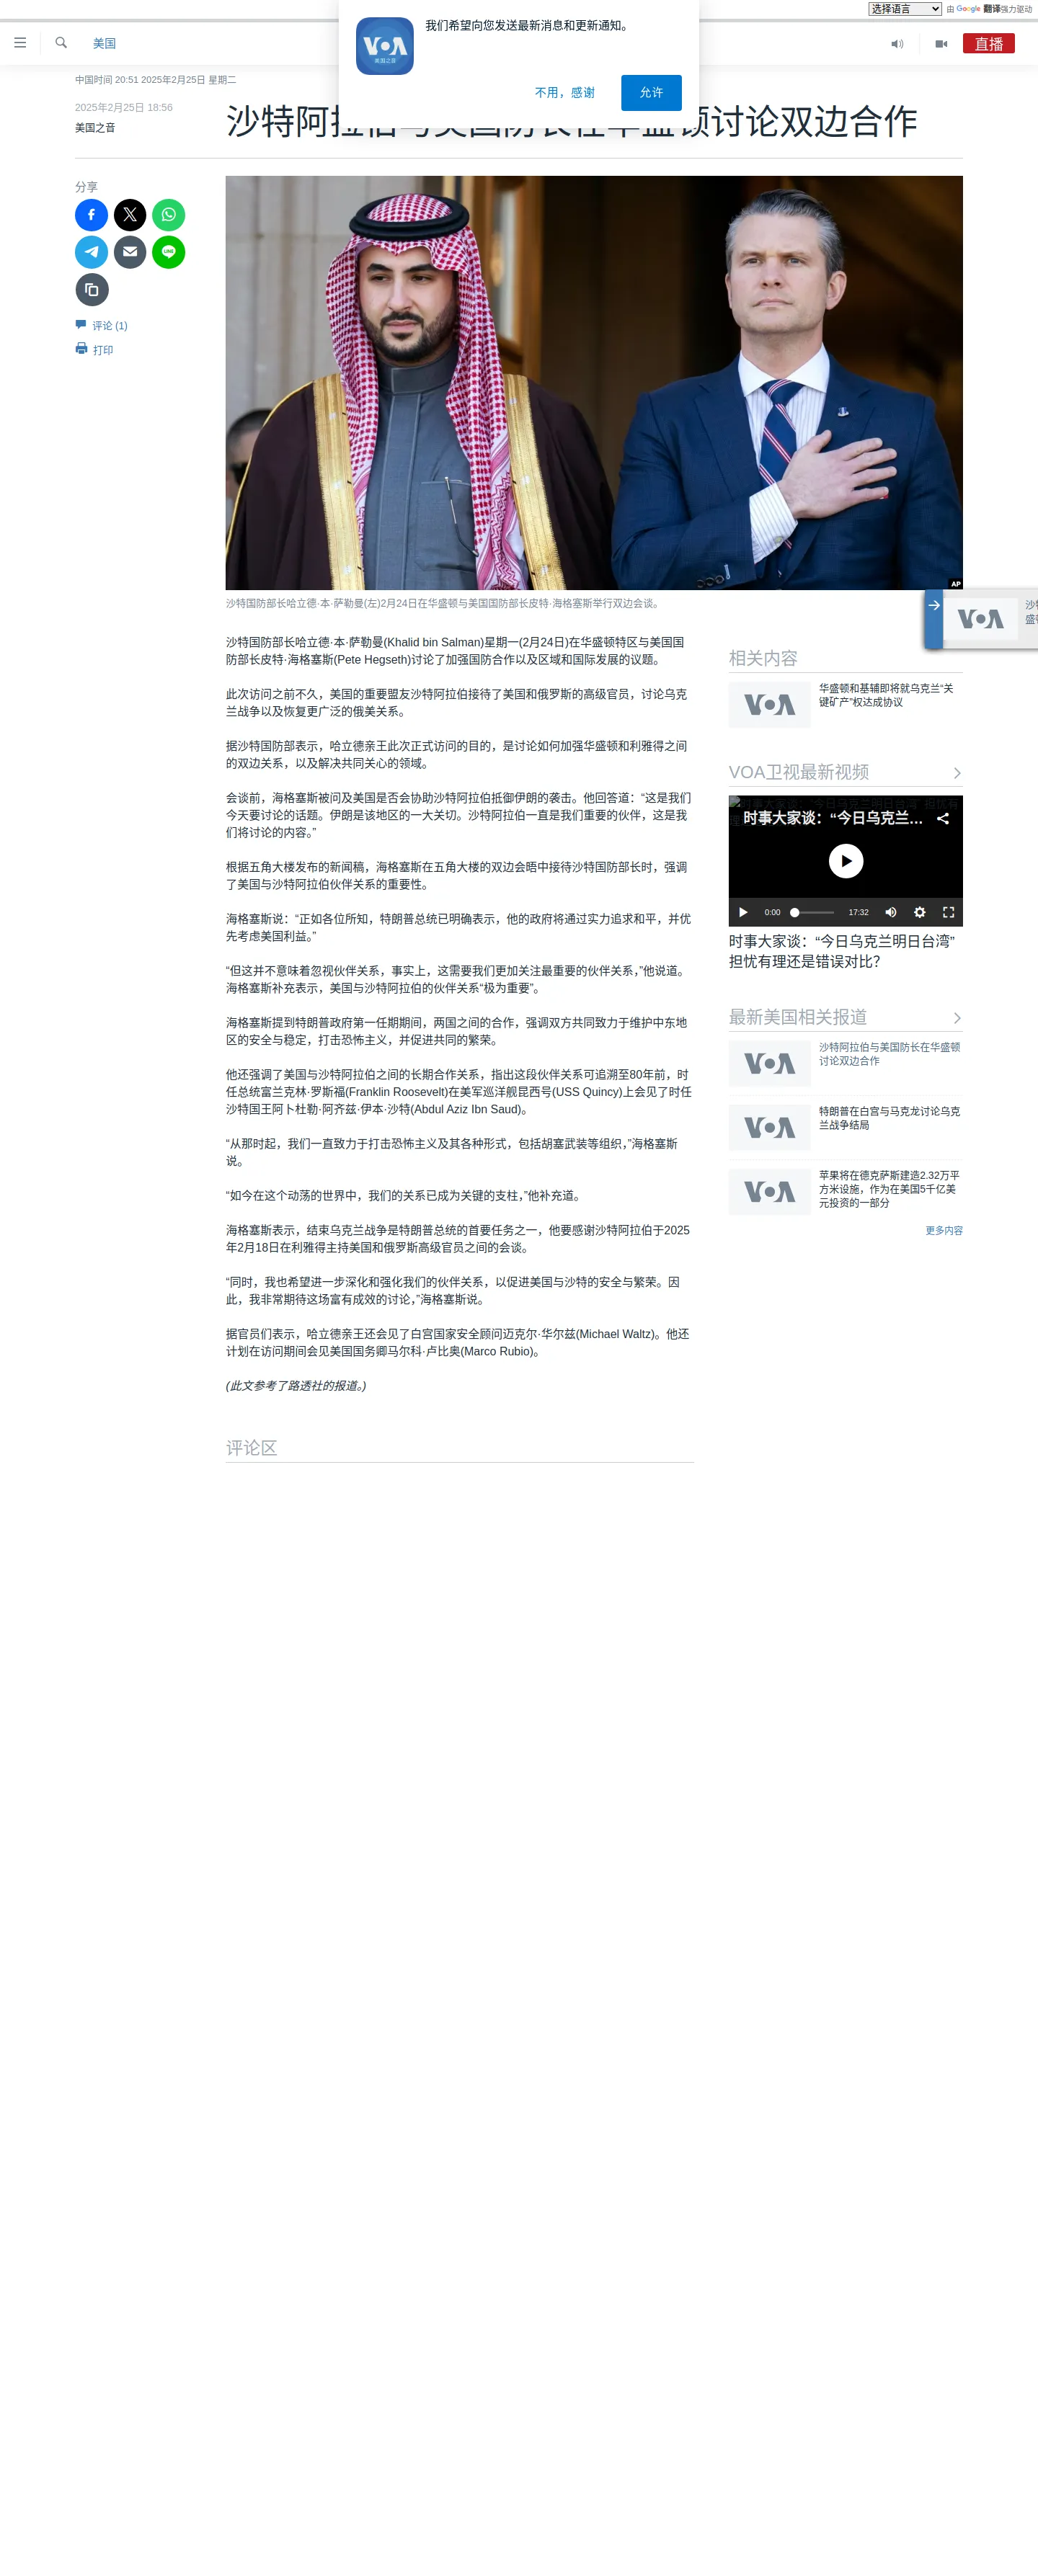 选择语言
由 Google 翻译强力驱动
VOA
美国之音
我们希望向您发送最新消息和更新通知。
不用，感谢
允许
美国
直播
中国时间 20:51 2025年2月25日 星期二
2025年2月25日 18:56
美国之音
沙特阿拉伯与美国防长在华盛顿讨论双边合作
分享
LINE
评论 (1)
打印
AP
沙特国防部长哈立德·本·萨勒曼(左)2月24日在华盛顿与美国国防部长皮特·海格塞斯举行双边会谈。
沙特国防部长哈立德·本·萨勒曼(Khalid bin Salman)星期一(2月24日)在华盛顿特区与美国国
防部长皮特·海格塞斯(Pete Hegseth)讨论了加强国防合作以及区域和国际发展的议题。
此次访问之前不久，美国的重要盟友沙特阿拉伯接待了美国和俄罗斯的高级官员，讨论乌克
兰战争以及恢复更广泛的俄美关系。
据沙特国防部表示，哈立德亲王此次正式访问的目的，是讨论如何加强华盛顿和利雅得之间
的双边关系，以及解决共同关心的领域。
会谈前，海格塞斯被问及美国是否会协助沙特阿拉伯抵御伊朗的袭击。他回答道：“这是我们
今天要讨论的话题。伊朗是该地区的一大关切。沙特阿拉伯一直是我们重要的伙伴，这是我
们将讨论的内容。”
根据五角大楼发布的新闻稿，海格塞斯在五角大楼的双边会晤中接待沙特国防部长时，强调
了美国与沙特阿拉伯伙伴关系的重要性。
海格塞斯说：“正如各位所知，特朗普总统已明确表示，他的政府将通过实力追求和平，并优
先考虑美国利益。”
“但这并不意味着忽视伙伴关系，事实上，这需要我们更加关注最重要的伙伴关系，”他说道。
海格塞斯补充表示，美国与沙特阿拉伯的伙伴关系“极为重要”。
海格塞斯提到特朗普政府第一任期期间，两国之间的合作，强调双方共同致力于维护中东地
区的安全与稳定，打击恐怖主义，并促进共同的繁荣。
他还强调了美国与沙特阿拉伯之间的长期合作关系，指出这段伙伴关系可追溯至80年前，时
任总统富兰克林·罗斯福(Franklin Roosevelt)在美军巡洋舰昆西号(USS Quincy)上会见了时任
沙特国王阿卜杜勒·阿齐兹·伊本·沙特(Abdul Aziz Ibn Saud)。
“从那时起，我们一直致力于打击恐怖主义及其各种形式，包括胡塞武装等组织，”海格塞斯
说。
“如今在这个动荡的世界中，我们的关系已成为关键的支柱，”他补充道。
海格塞斯表示，结束乌克兰战争是特朗普总统的首要任务之一，他要感谢沙特阿拉伯于2025
年2月18日在利雅得主持美国和俄罗斯高级官员之间的会谈。
“同时，我也希望进一步深化和强化我们的伙伴关系，以促进美国与沙特的安全与繁荣。因
此，我非常期待这场富有成效的讨论，”海格塞斯说。
据官员们表示，哈立德亲王还会见了白宫国家安全顾问迈克尔·华尔兹(Michael Waltz)。他还
计划在访问期间会见美国国务卿马尔科·卢比奥(Marco Rubio)。
(此文参考了路透社的报道。)
评论区
VOA
沙特
盛顿
相关内容
VOA
华盛顿和基辅即将就乌克兰“关
键矿产”权达成协议
VOA卫视最新视频
时事大家谈：“今日乌克兰...
0:00
17:32
时事大家谈：“今日乌克兰明日台湾”
担忧有理还是错误对比？
最新美国相关报道
VOA
沙特阿拉伯与美国防长在华盛顿
讨论双边合作
VOA
特朗普在白宫与马克龙讨论乌克
兰战争结局
VOA
苹果将在德克萨斯建造2.32万平
方米设施，作为在美国5千亿美
元投资的一部分
更多内容